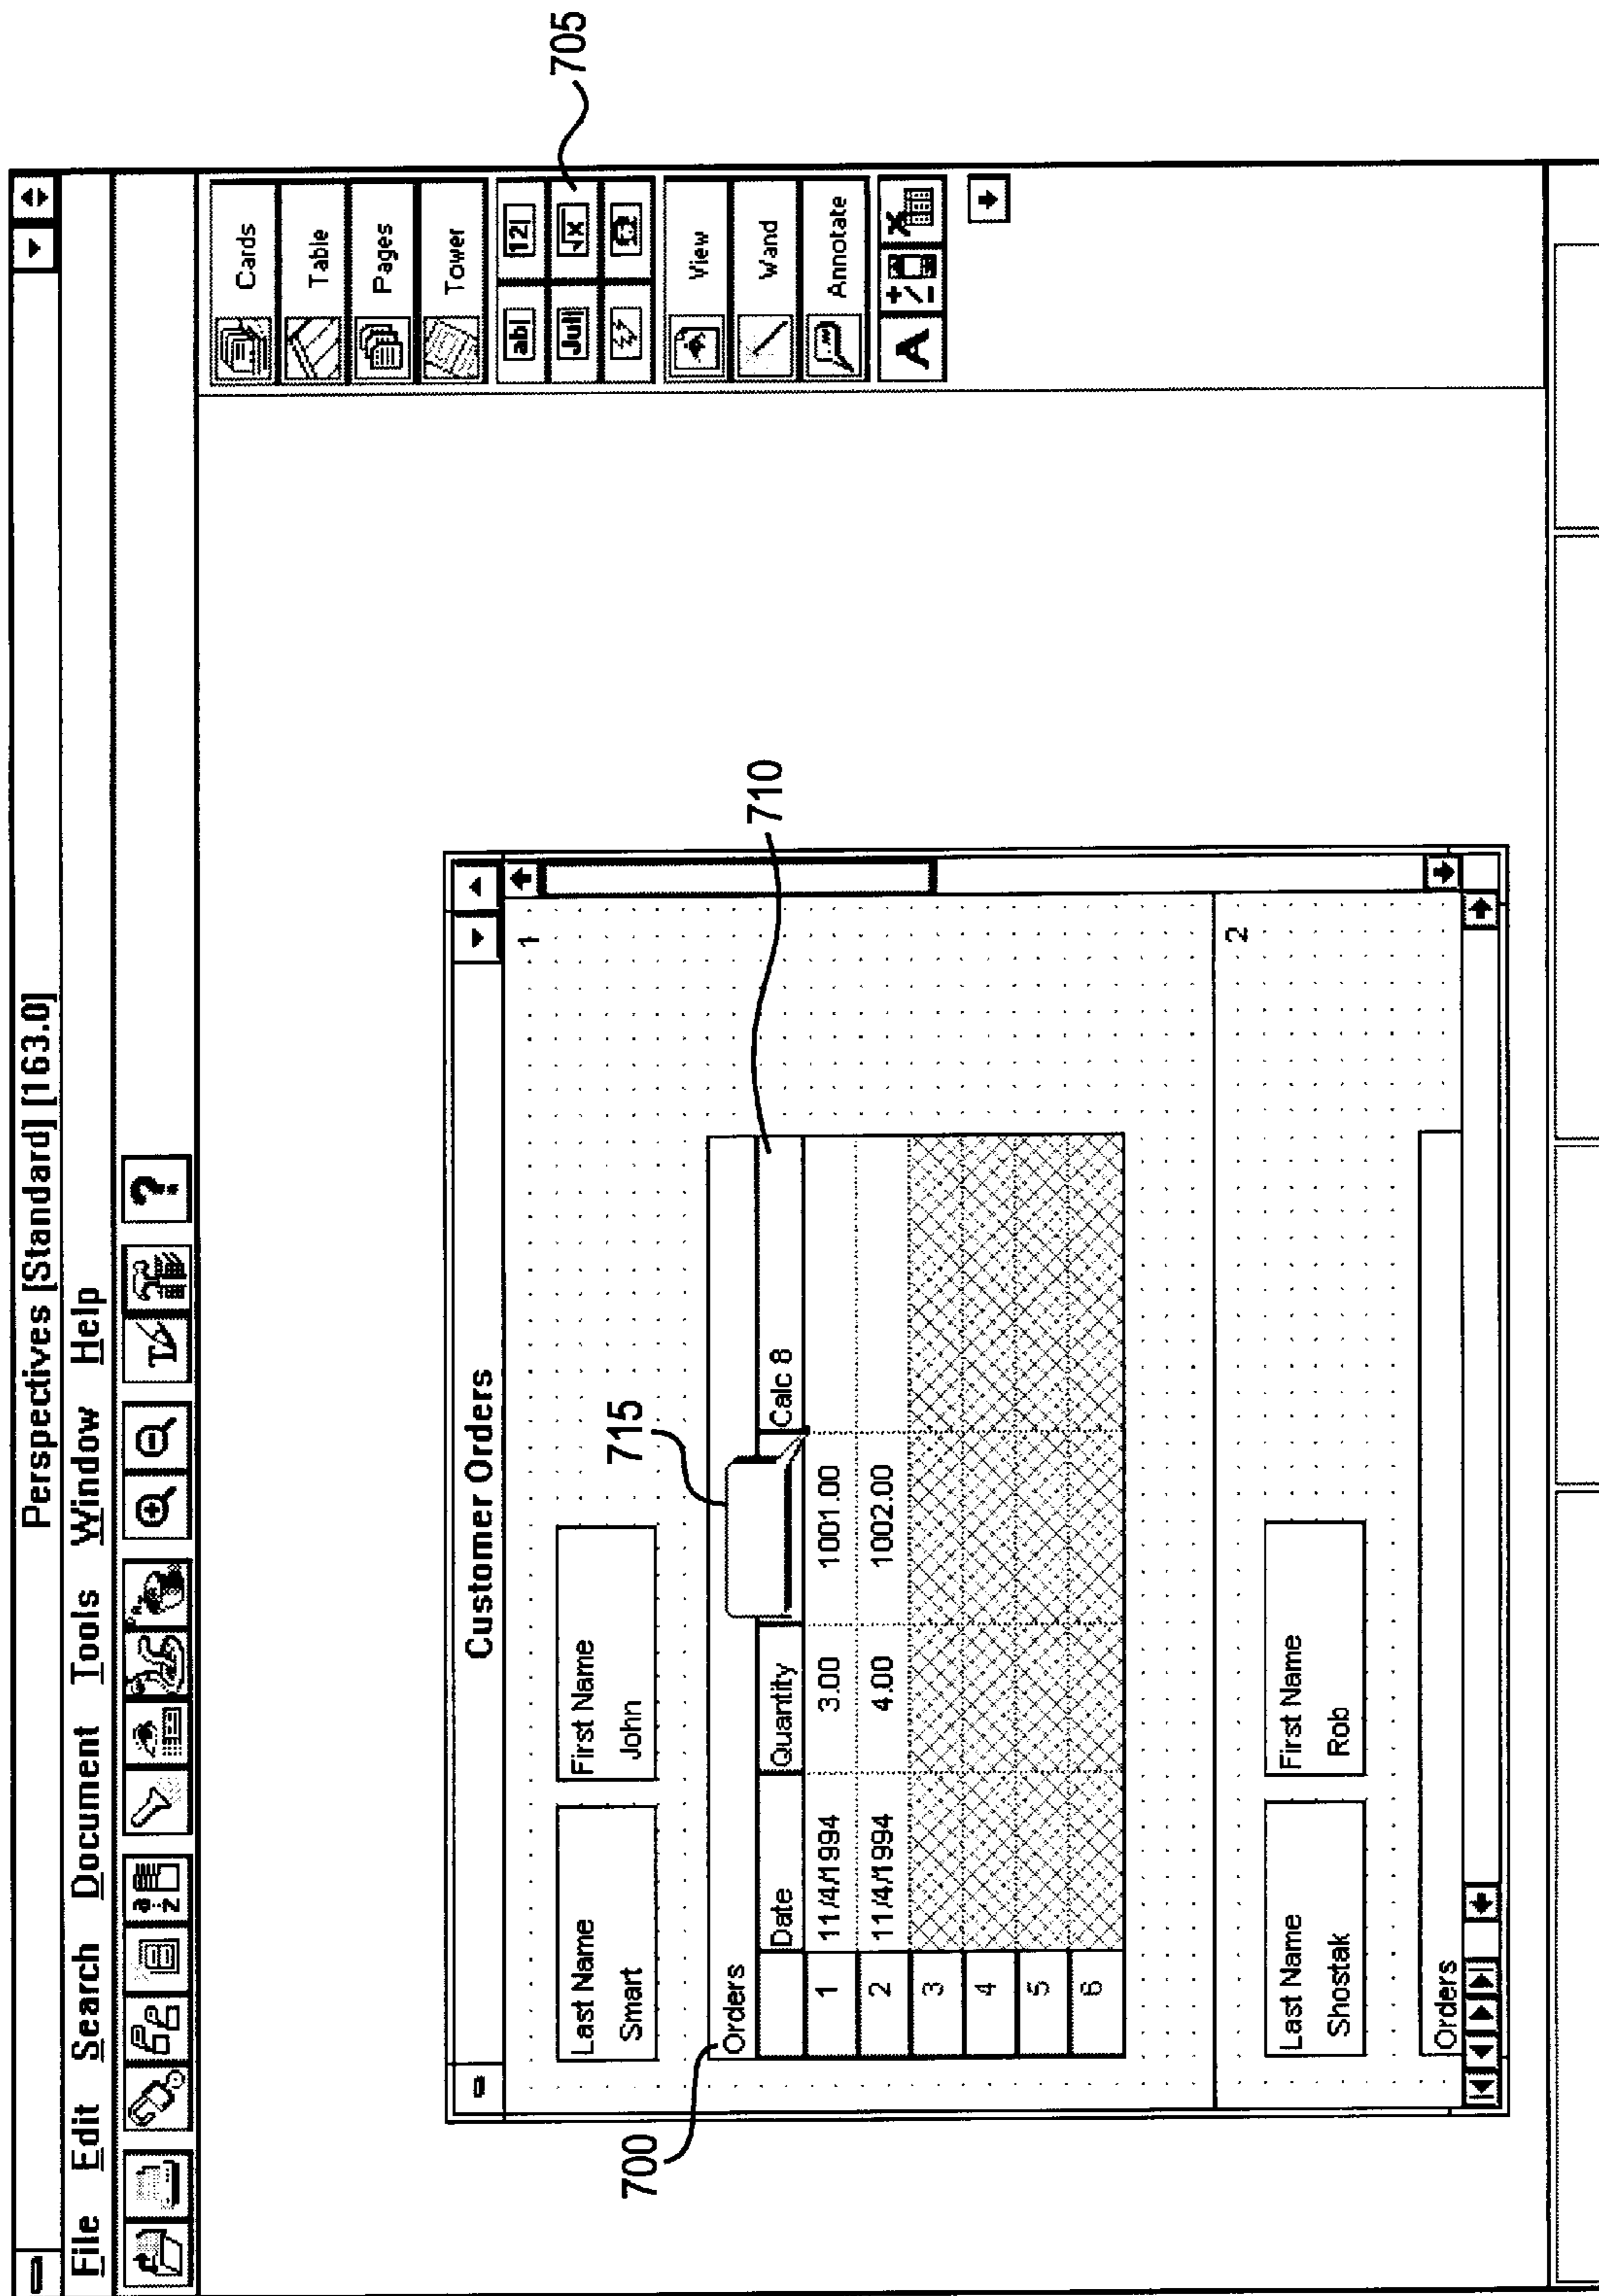 Perspectives [Standard] [163.0]
File Edit Search Document Tools Window Help
?
Cards
Table
Pages
Tower
ab| 12|
Jul| √x
View
Wand
Annotate
A
705
Customer Orders
1
Last Name
Smart
First Name
John
700
715
710
Orders
Date Quantity Calc 8
1 11/4/1994 3.00 1001.00
2 11/4/1994 4.00 1002.00
3
4
5
6
2
Last Name
Shostak
First Name
Rob
Orders